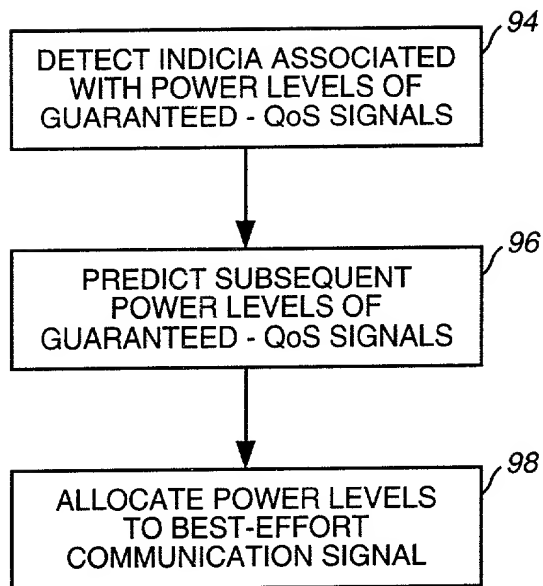 94
DETECT INDICIA ASSOCIATED
WITH POWER LEVELS OF
GUARANTEED - QoS SIGNALS
96
PREDICT SUBSEQUENT
POWER LEVELS OF
GUARANTEED - QoS SIGNALS
98
ALLOCATE POWER LEVELS
TO BEST-EFFORT
COMMUNICATION SIGNAL